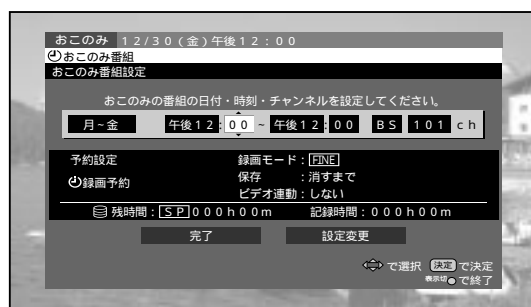 おこのみ 12/30(金)午後12:00
おこのみ番組
おこのみ番組設定
おこのみの番組の日付・時刻・チャンネルを設定してください。
月~金 午後12:00 ~ 午後12:00 BS 101 ch
予約設定 録画モード:FINE
録画予約 保存 :消すまで
ビデオ連動:しない
残時間:SP000h00m 記録時間:000h00m
完了 設定変更
で選択 決定 で決定
表示切 で終了